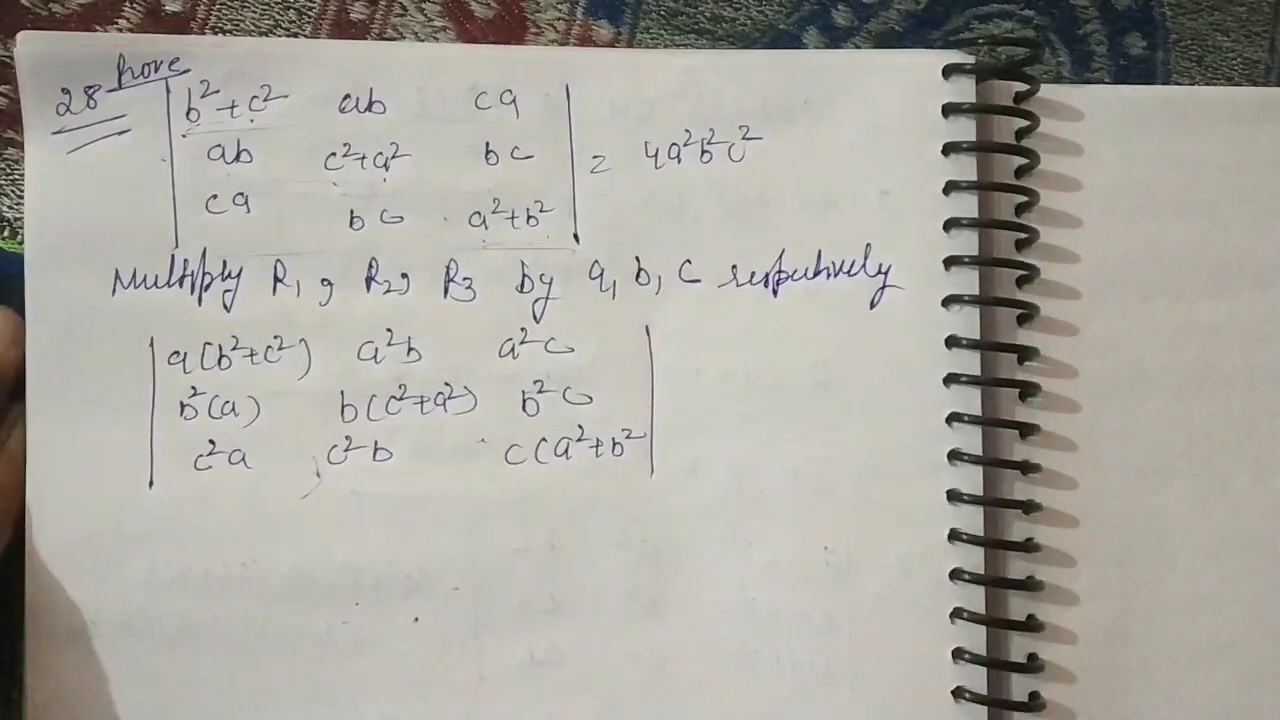 28 Prove
| b²+c² ab ca |
| ab c²+a² bc | = 4a²b²c²
| ca bc a²+b² |
Multiply R₁, R₂, R₃ by a, b, c respectively
| a(b²+c²) a²b a²c |
| b²(a) b(c²+a²) b²c |
| c²a c²b c(a²+b² |